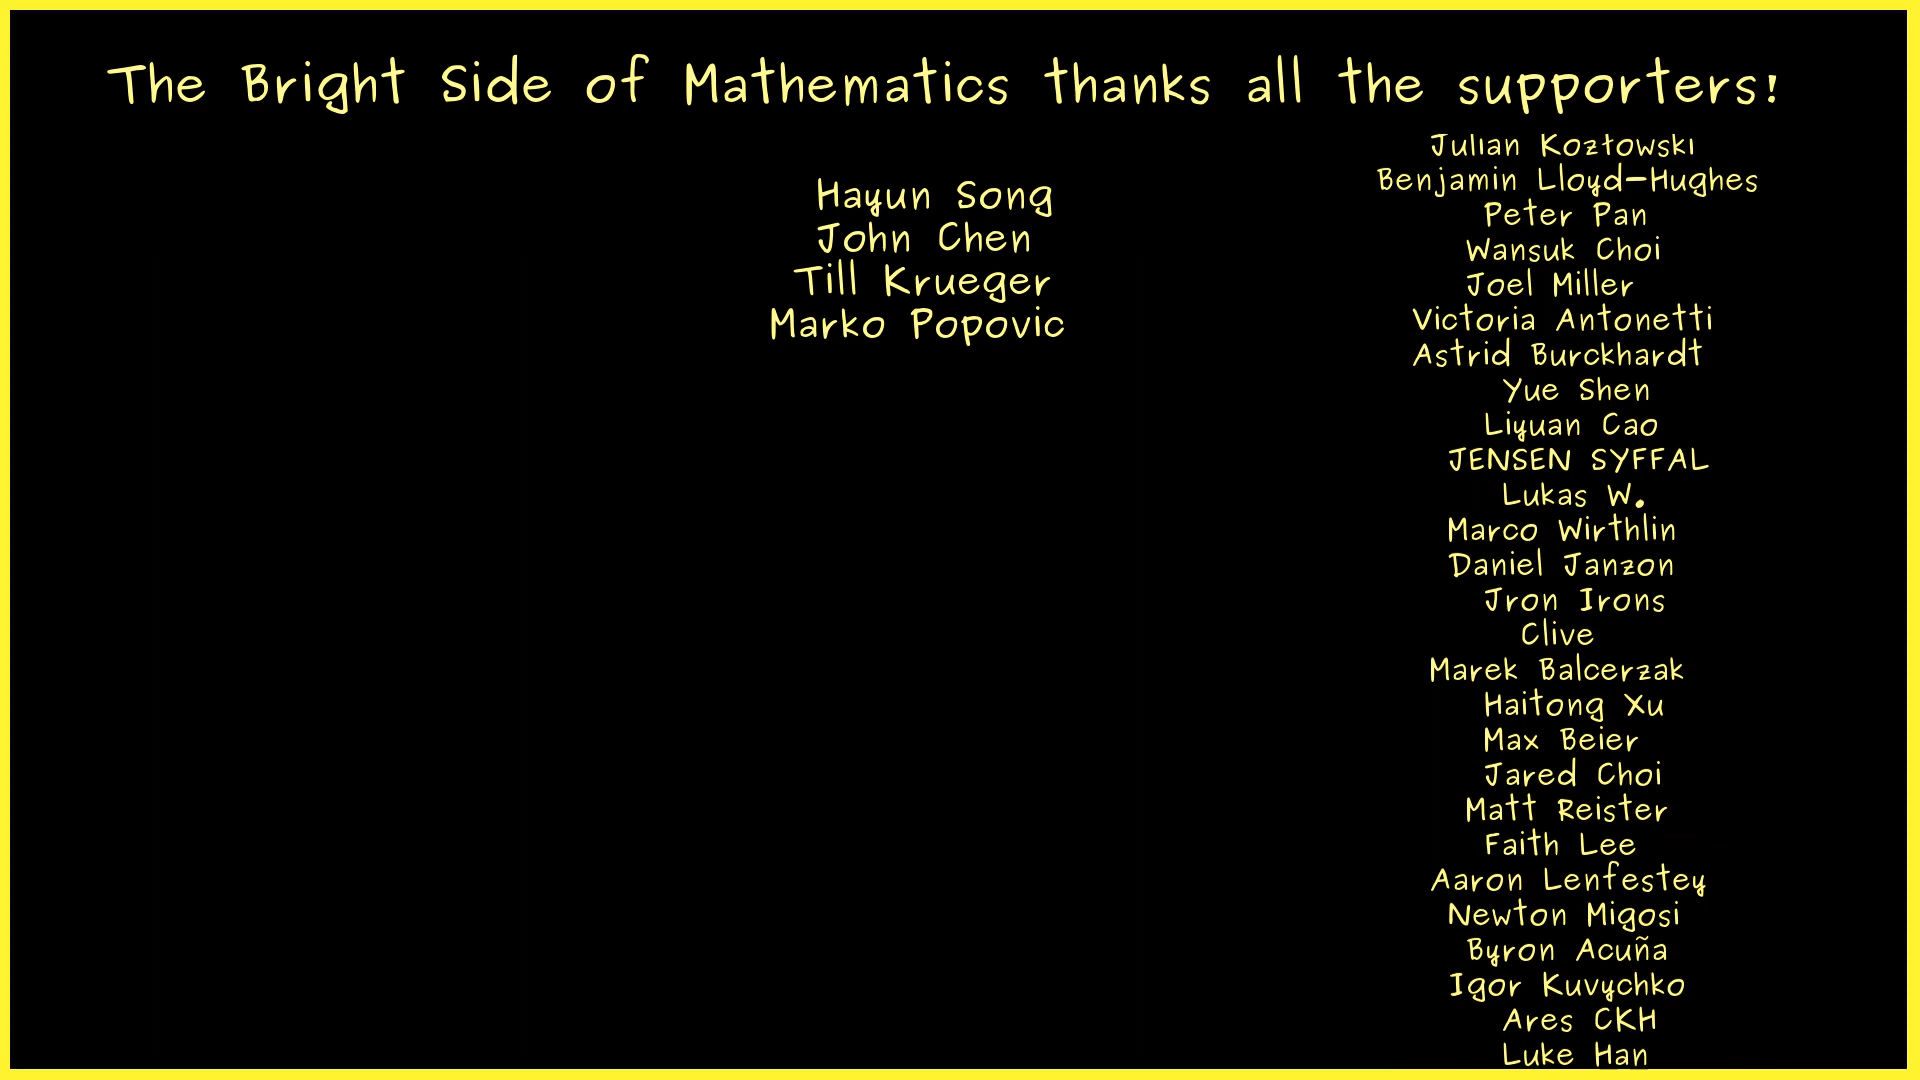 The Bright Side of Mathematics thanks all the supporters!
Hayun Song
John Chen
Till Krueger
Marko Popovic
Julian Kozłowski
Benjamin Lloyd-Hughes
Peter Pan
Wansuk Choi
Joel Miller
Victoria Antonetti
Astrid Burckhardt
Yue Shen
Liyuan Cao
JENSEN SYFFAL
Lukas W.
Marco Wirthlin
Daniel Janzon
Jron Irons
Clive
Marek Balcerzak
Haitong Xu
Max Beier
Jared Choi
Matt Reister
Faith Lee
Aaron Lenfestey
Newton Migosi
Byron Acuña
Igor Kuvychko
Ares CKH
Luke Han